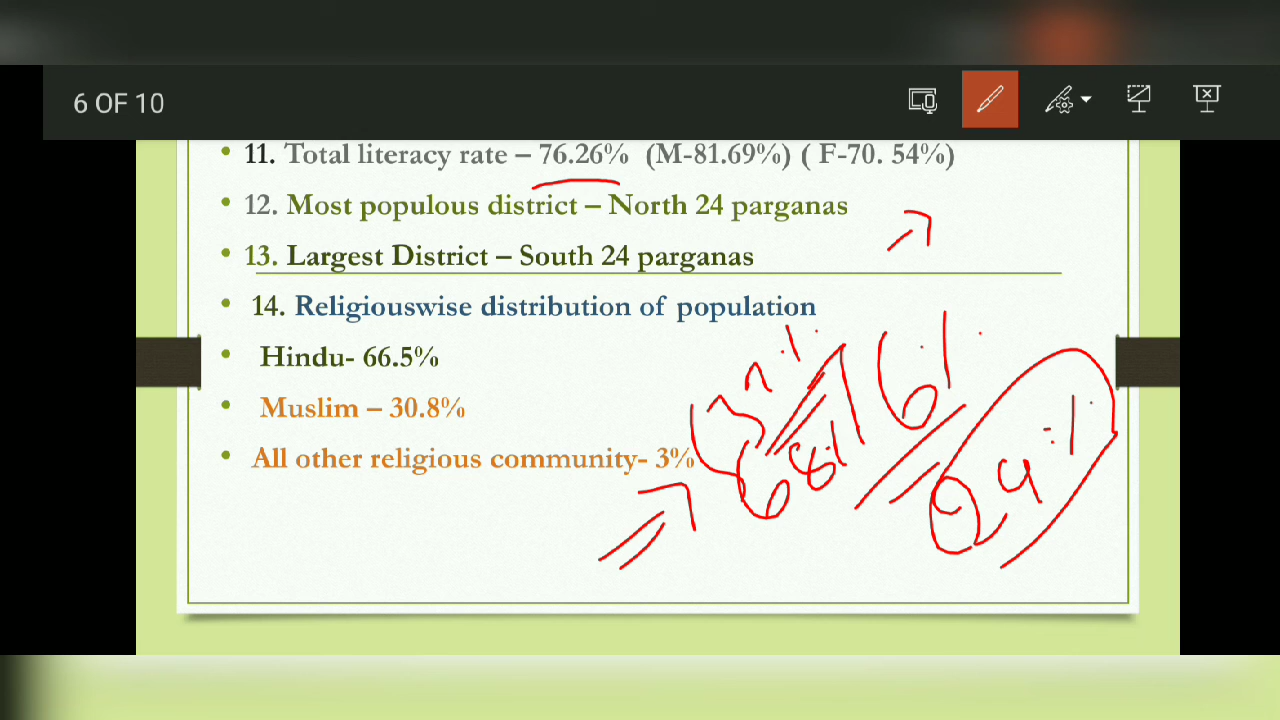 6 OF 10
• 11. Total literacy rate – 76.26% (M-81.69%) ( F-70. 54%)
• 12. Most populous district – North 24 parganas
• 13. Largest District – South 24 parganas
• 14. Religiouswise distribution of population
• Hindu- 66.5%
• Muslim – 30.8%
• All other religious community- 3%